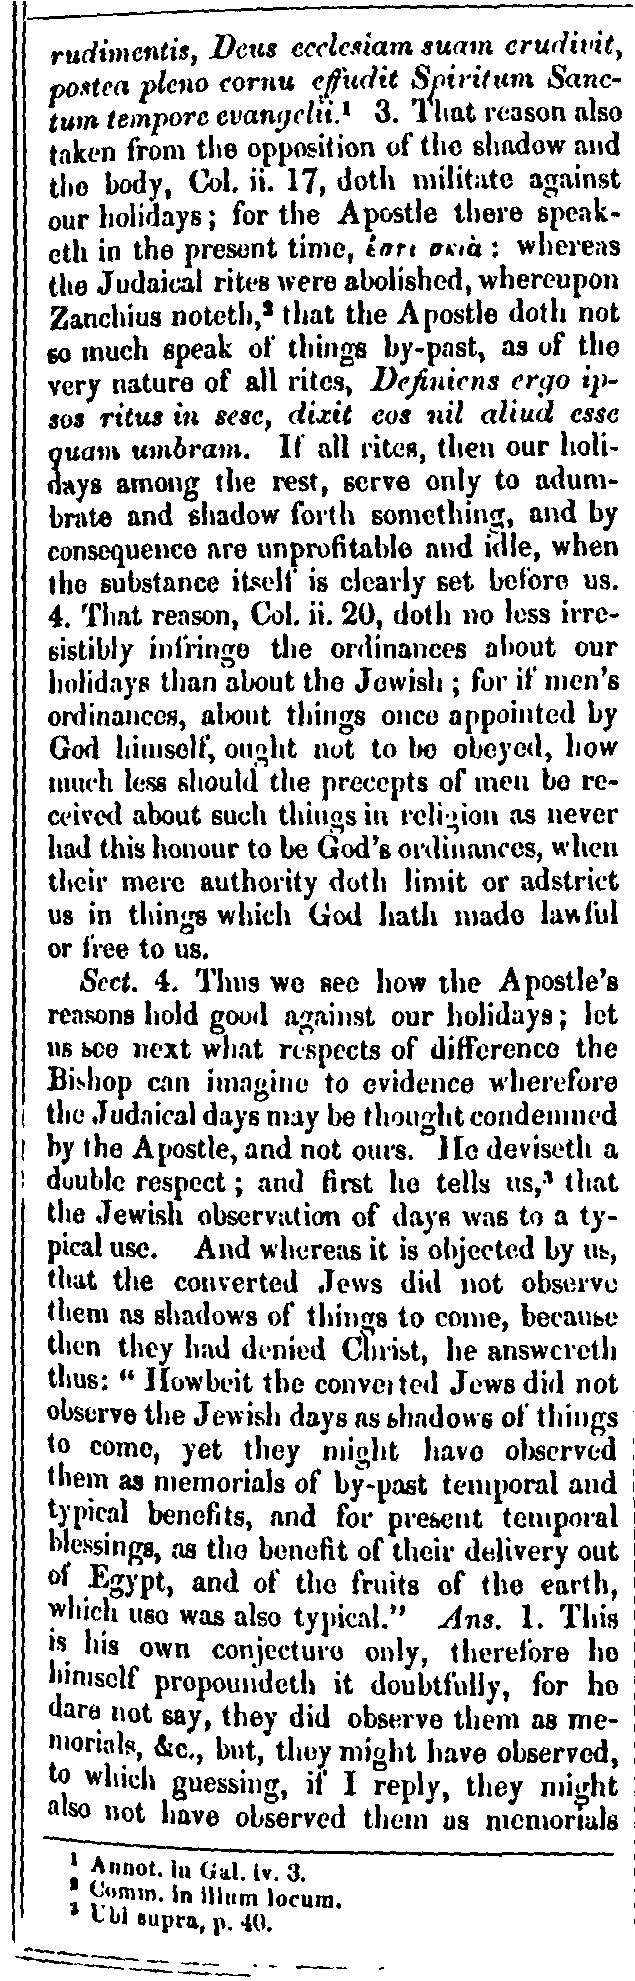 rudimentis, Deus ecclesiam suam erudivit,
postea pleno cornu effudit Spiritum Sanc-
tum tempore evangelii.¹ 3. That reason also
taken from the opposition of the shadow and
the body, Col. ii. 17, doth militate against
our holidays; for the Apostle there speak-
eth in the present time, ἐστι σκιὰ: whereas
the Judaical rites were abolished, whereupon
Zanchius noteth,² that the Apostle doth not
so much speak of things by-past, as of the
very nature of all rites, Definiens ergo ip-
sos ritus in sese, dixit eos nil aliud esse
quam umbram. If all rites, then our holi-
days among the rest, serve only to adum-
brate and shadow forth something, and by
consequence are unprofitable and idle, when
the substance itself is clearly set before us.
4. That reason, Col. ii. 20, doth no less irre-
sistibly infringe the ordinances about our
holidays than about the Jewish; for if men's
ordinances, about things once appointed by
God himself, ought not to be obeyed, how
much less should the precepts of men be re-
ceived about such things in religion as never
had this honour to be God's ordinances, when
their mere authority doth limit or adstrict
us in things which God hath made lawful
or free to us.
Sect. 4. Thus we see how the Apostle's
reasons hold good against our holidays; let
us see next what respects of difference the
Bishop can imagine to evidence wherefore
the Judaical days may be thought condemned
by the Apostle, and not ours. He deviseth a
double respect; and first he tells us,³ that
the Jewish observation of days was to a ty-
pical use. And whereas it is objected by us,
that the converted Jews did not observe
them as shadows of things to come, because
then they had denied Christ, he answereth
thus: "Howbeit the converted Jews did not
observe the Jewish days as shadows of things
to come, yet they might have observed
them as memorials of by-past temporal and
typical benefits, and for present temporal
blessings, as the benefit of their delivery out
of Egypt, and of the fruits of the earth,
which use was also typical." Ans. 1. This
is his own conjecture only, therefore he
himself propoundeth it doubtfully, for he
dare not say, they did observe them as me-
morials, &c., but, they might have observed,
to which guessing, if I reply, they might
also not have observed them as memorials
¹ Annot. in Gal. iv. 3.
² Comm. in illum locum.
³ Ubi supra, p. 40.